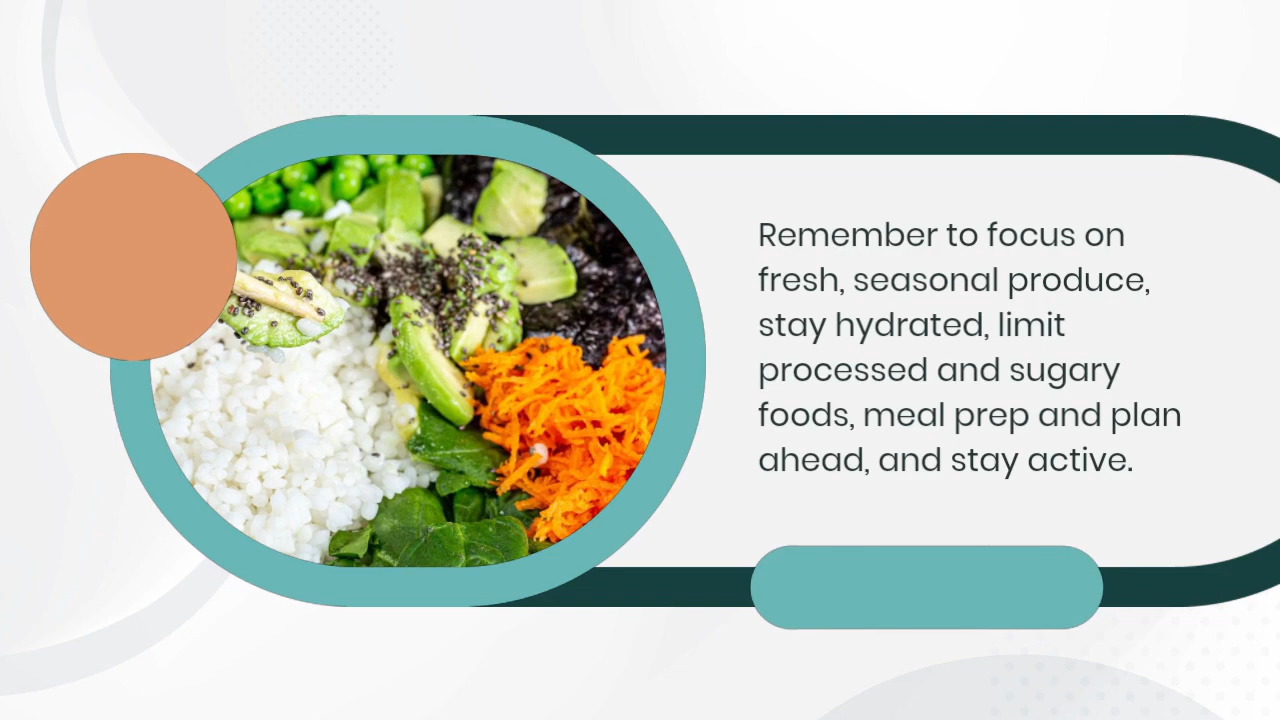 Remember to focus on
fresh, seasonal produce,
stay hydrated, limit
processed and sugary
foods, meal prep and plan
ahead, and stay active.